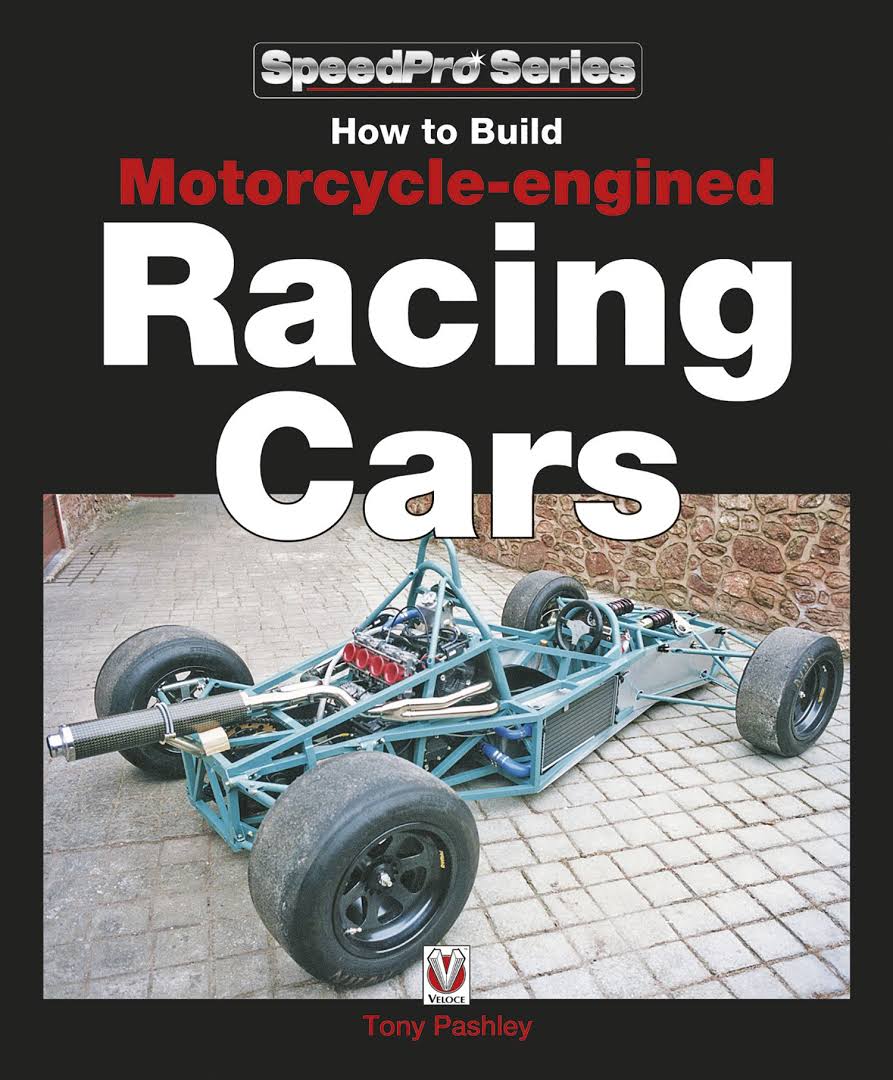 SpeedPro Series
How to Build
Motorcycle-engined
Racing
Cars
VELOCE
Tony Pashley